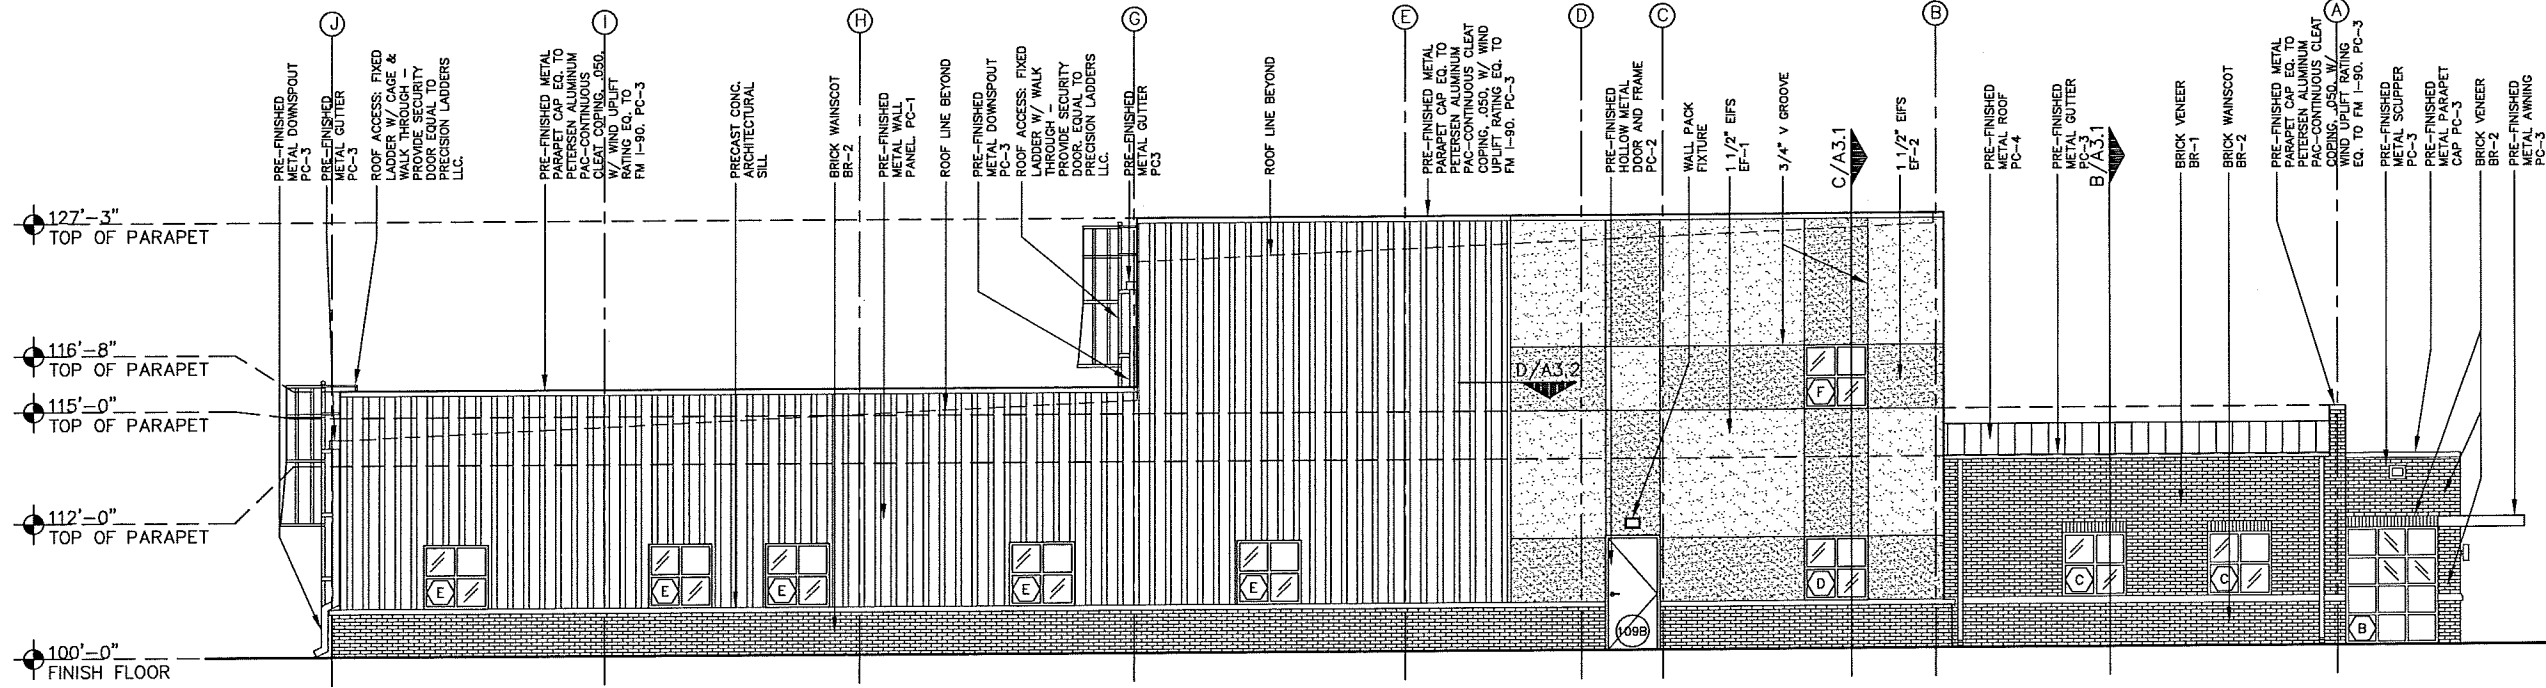 J
I
H
G
E
D
C
B
A
PRE-FINISHED
METAL DOWNSPOUT
PC-3
PRE-FINISHED
METAL GUTTER
PC-3
ROOF ACCESS: FIXED
LADDER W/ CAGE &
WALK THROUGH -
PROVIDE SECURITY
DOOR EQUAL TO
PRECISION LADDERS
LLC.
PRE-FINISHED METAL
PARAPET CAP EQ. TO
PETERSEN ALUMINUM
PAC-CONTINUOUS
CLEAT COPING, .050,
W/ WIND UPLIFT
RATING EQ. TO
FM I-90. PC-3
PRECAST CONC.
ARCHITECTURAL
SILL
BRICK WAINSCOT
BR-2
PRE-FINISHED
METAL WALL
PANEL. PC-1
ROOF LINE BEYOND
PRE-FINISHED
METAL DOWNSPOUT
PC-3
ROOF ACCESS: FIXED
LADDER W/ WALK
THROUGH -
PROVIDE SECURITY
DOOR. EQUAL TO
PRECISION LADDERS
LLC.
PRE-FINISHED
METAL GUTTER
PC3
ROOF LINE BEYOND
PRE-FINISHED METAL
PARAPET CAP EQ. TO
PETERSEN ALUMINUM
PAC-CONTINUOUS CLEAT
COPING, .050, W/ WIND
UPLIFT RATING EQ. TO
FM I-90. PC-3
PRE-FINISHED
HOLLOW METAL
DOOR AND FRAME
PC-2
WALL PACK
FIXTURE
1 1/2" EIFS
EF-1
3/4" V GROOVE
C/A3.1
1 1/2" EIFS
EF-2
PRE-FINISHED
METAL ROOF
PC-4
PRE-FINISHED
METAL GUTTER
PC-3
B/A3.1
BRICK VENEER
BR-1
BRICK WAINSCOT
BR-2
PRE-FINISHED METAL
PARAPET CAP EQ. TO
PETERSEN ALUMINUM
PAC-CONTINUOUS CLEAT
COPING, .050, W/
WIND UPLIFT RATING
EQ. TO FM I-90. PC-3
PRE-FINISHED
METAL SCUPPER
PC-3
PRE-FINISHED
METAL PARAPET
CAP PC-3
BRICK VENEER
BR-2
PRE-FINISHED
METAL AWNING
PC-3
127'-3"
TOP OF PARAPET
116'-8"
TOP OF PARAPET
115'-0"
TOP OF PARAPET
112'-0"
TOP OF PARAPET
100'-0"
FINISH FLOOR
D/A3.2
F
E
E
E
E
E
D
C
C
B
109B